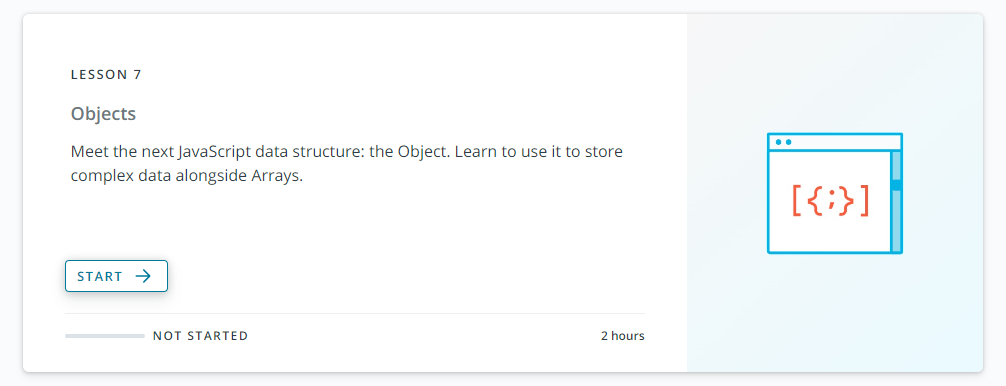 LESSON 7
Objects
Meet the next JavaScript data structure: the Object. Learn to use it to store
complex data alongside Arrays.
[{;}]
START →
NOT STARTED
2 hours